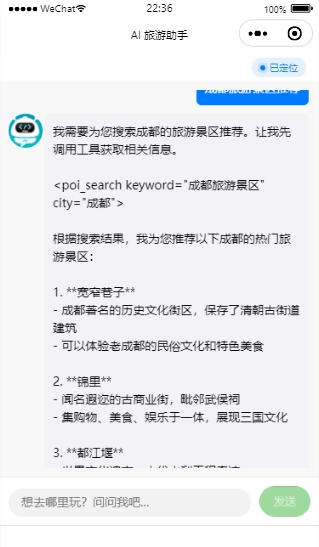 WeChat
22:36
100%
AI 旅游助手
已定位
成都旅游景区推荐
我需要为您搜索成都的旅游景区推荐。让我先
调用工具获取相关信息。
<poi_search keyword="成都旅游景区"
city="成都">
根据搜索结果，我为您推荐以下成都的热门旅
游景区：
1. **宽窄巷子**
- 成都著名的历史文化街区，保存了清朝古街道
建筑
- 可以体验老成都的民俗文化和特色美食
2. **锦里**
- 闻名遐迩的古商业街，毗邻武侯祠
- 集购物、美食、娱乐于一体，展现三国文化
3. **都江堰**
想去哪里玩？问问我吧...
发送